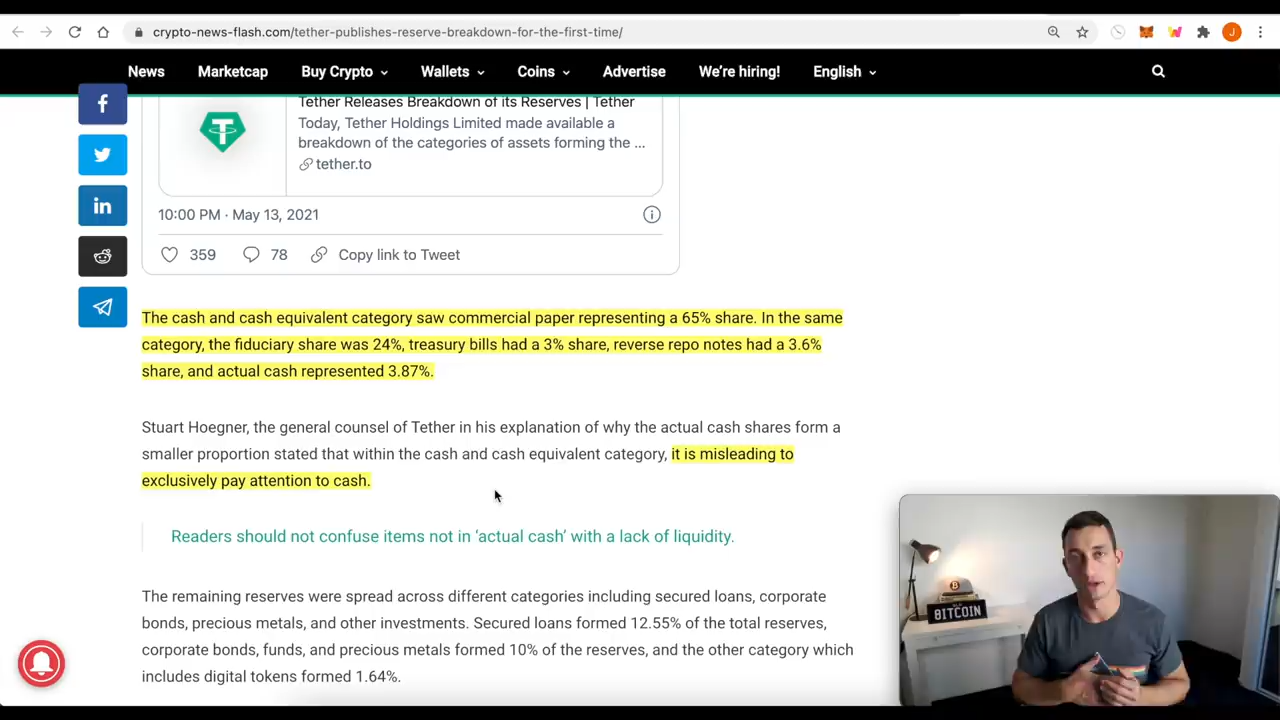 crypto-news-flash.com/tether-publishes-reserve-breakdown-for-the-first-time/
J
News Marketcap Buy Crypto Wallets Coins Advertise We're hiring! English
Tether Releases Breakdown of its Reserves | Tether
Today, Tether Holdings Limited made available a
breakdown of the categories of assets forming the ...
tether.to
10:00 PM · May 13, 2021
359 78 Copy link to Tweet
The cash and cash equivalent category saw commercial paper representing a 65% share. In the same
category, the fiduciary share was 24%, treasury bills had a 3% share, reverse repo notes had a 3.6%
share, and actual cash represented 3.87%.
Stuart Hoegner, the general counsel of Tether in his explanation of why the actual cash shares form a
smaller proportion stated that within the cash and cash equivalent category, it is misleading to
exclusively pay attention to cash.
Readers should not confuse items not in ‘actual cash’ with a lack of liquidity.
The remaining reserves were spread across different categories including secured loans, corporate
bonds, precious metals, and other investments. Secured loans formed 12.55% of the total reserves,
corporate bonds, funds, and precious metals formed 10% of the reserves, and the other category which
includes digital tokens formed 1.64%.
BITCOIN